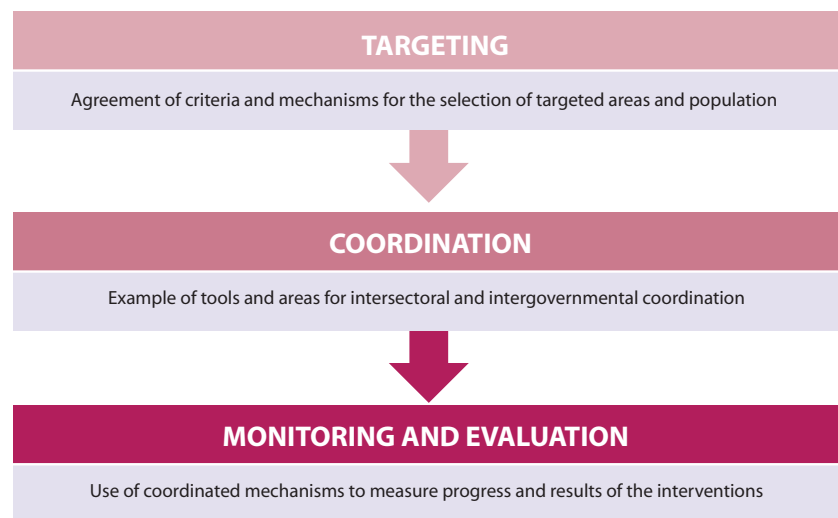 TARGETING
Agreement of criteria and mechanisms for the selection of targeted areas and population
COORDINATION
Example of tools and areas for intersectoral and intergovernmental coordination
MONITORING AND EVALUATION
Use of coordinated mechanisms to measure progress and results of the interventions